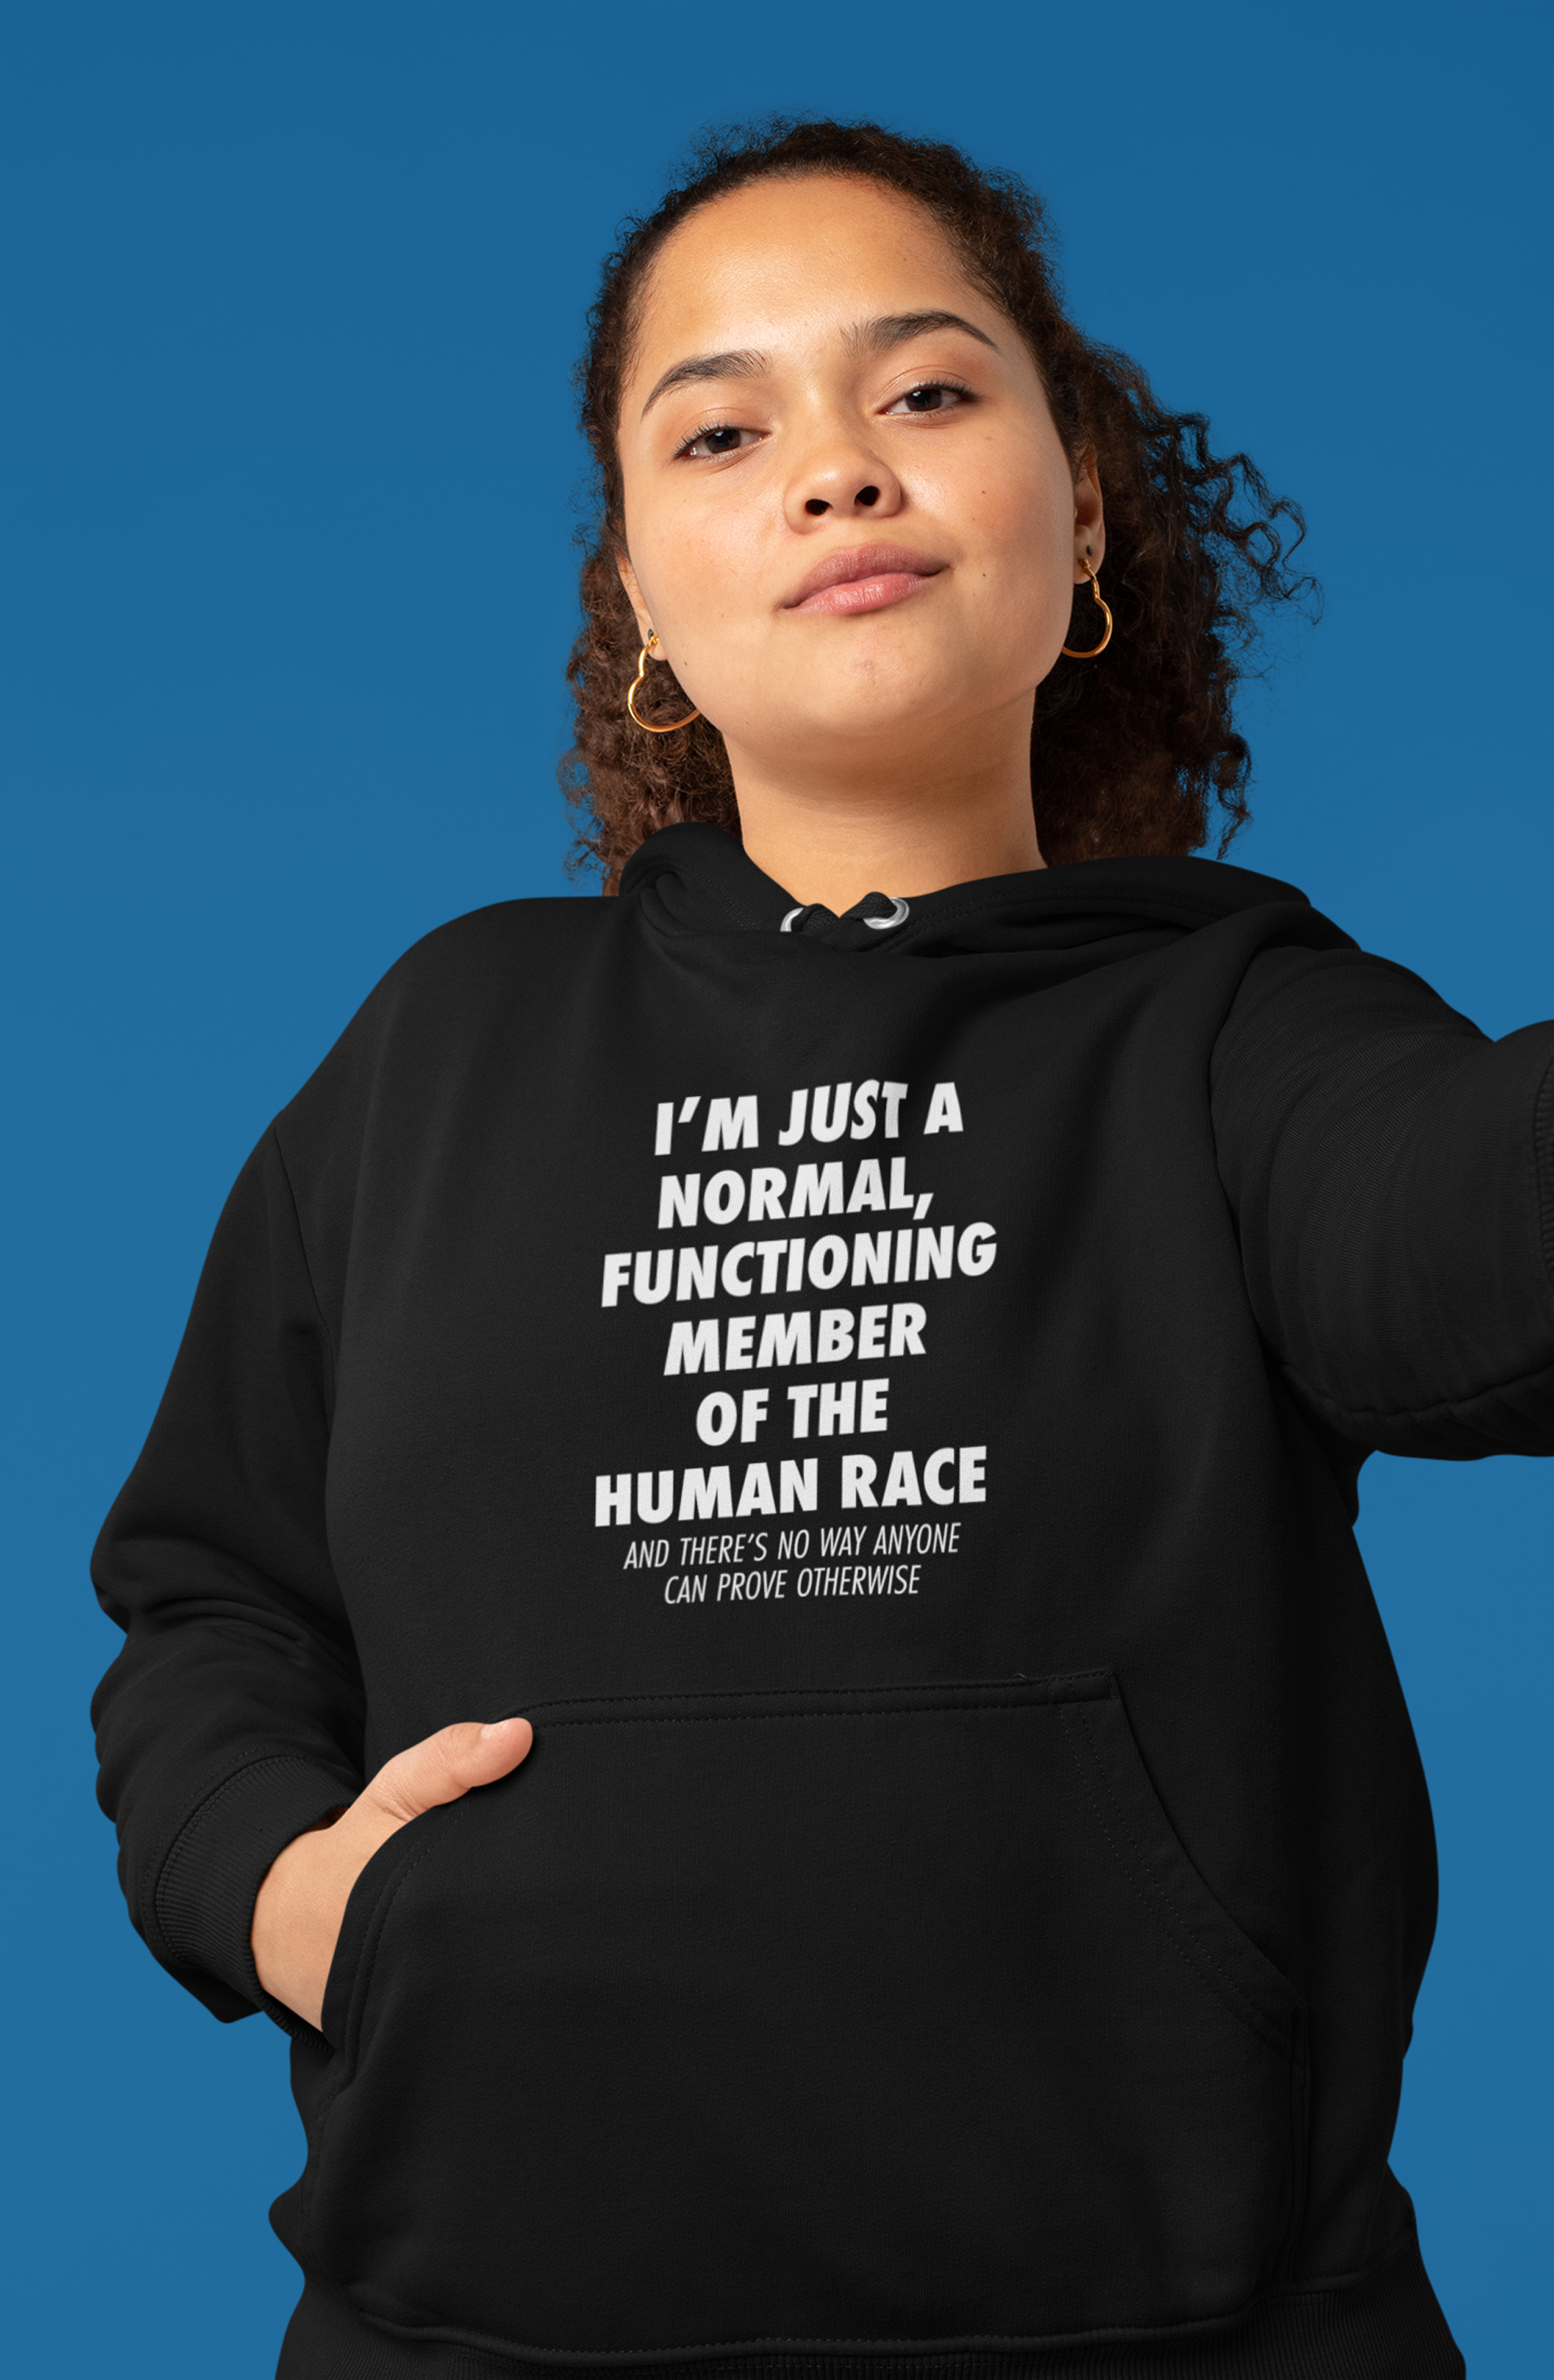 I'M JUST A
NORMAL,
FUNCTIONING
MEMBER
OF THE
HUMAN RACE
AND THERE'S NO WAY ANYONE
CAN PROVE OTHERWISE